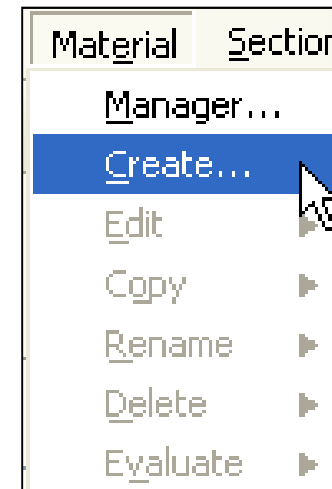 Material Section
Manager...
Create...
Edit
Copy
Rename
Delete
Evaluate